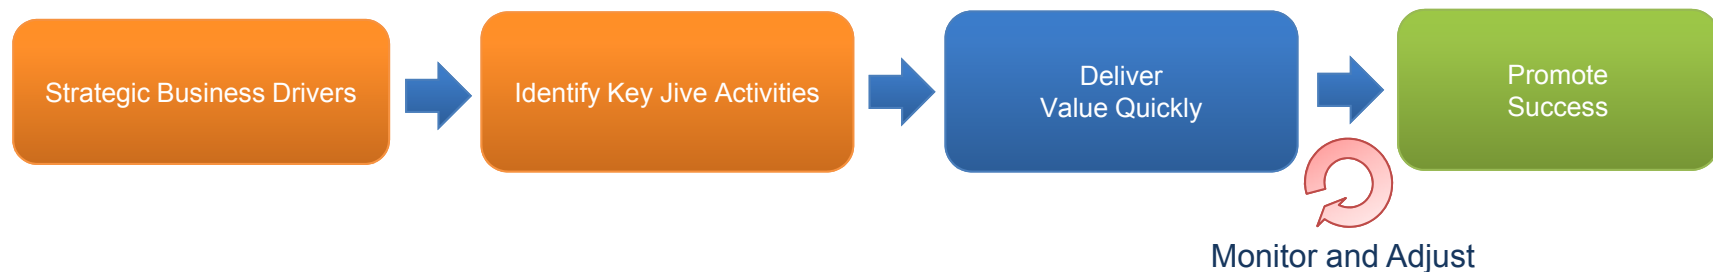 Strategic Business Drivers
Identify Key Jive Activities
Deliver
Value Quickly
Promote
Success
Monitor and Adjust